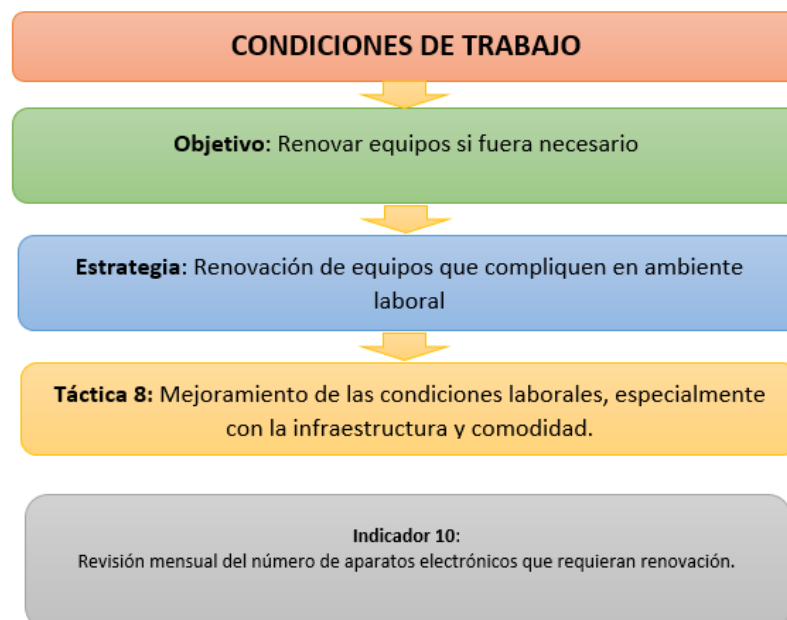 CONDICIONES DE TRABAJO
Objetivo: Renovar equipos si fuera necesario
Estrategia: Renovación de equipos que compliquen en ambiente
laboral
Táctica 8: Mejoramiento de las condiciones laborales, especialmente
con la infraestructura y comodidad.
Indicador 10:
Revisión mensual del número de aparatos electrónicos que requieran renovación.